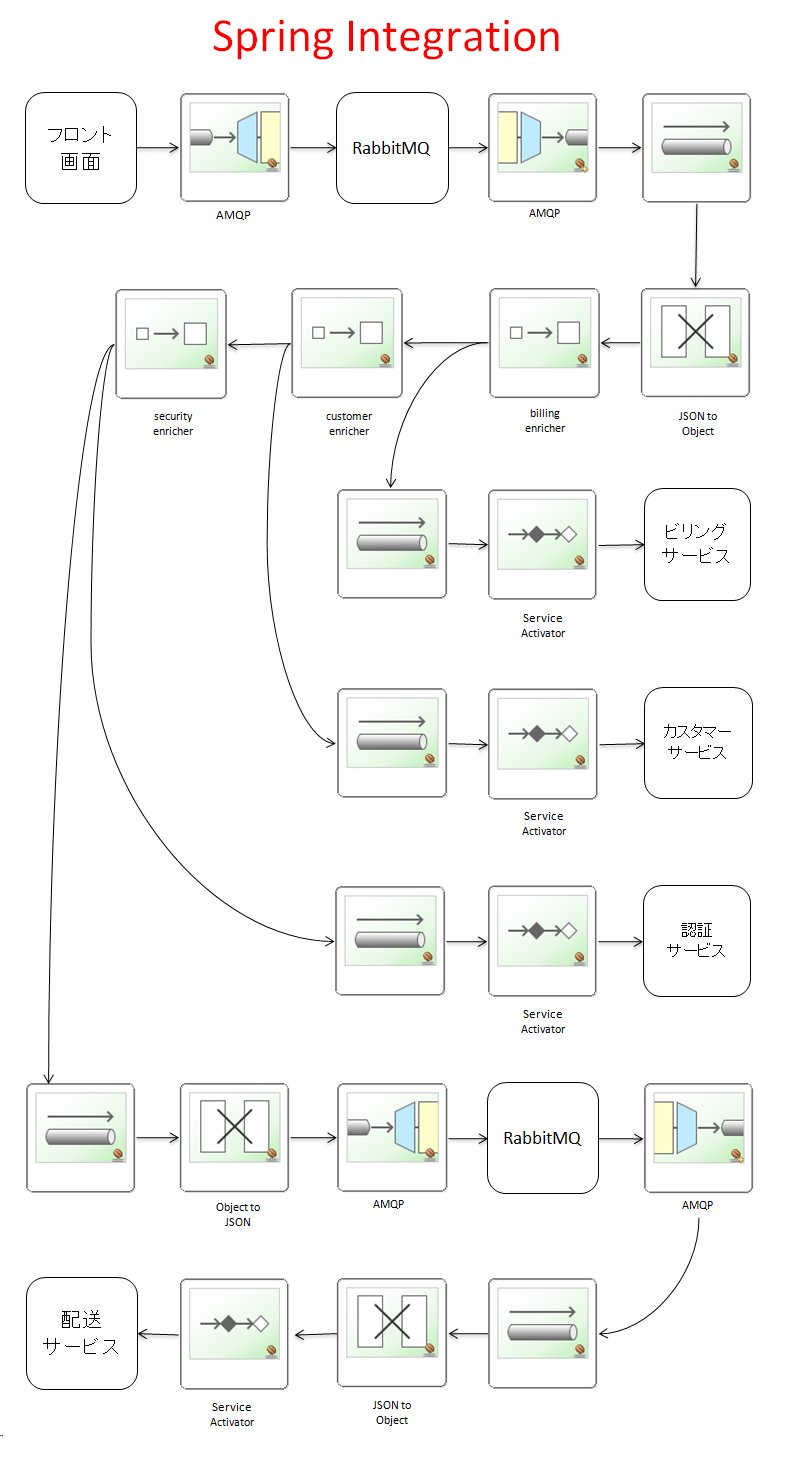 Spring Integration
フロント
画面
RabbitMQ
AMQP
AMQP
security
enricher
customer
enricher
billing
enricher
JSON to
Object
ビリング
サービス
Service
Activator
カスタマー
サービス
Service
Activator
認証
サービス
Service
Activator
RabbitMQ
Object to
JSON
AMQP
AMQP
配送
サービス
Service
Activator
JSON to
Object